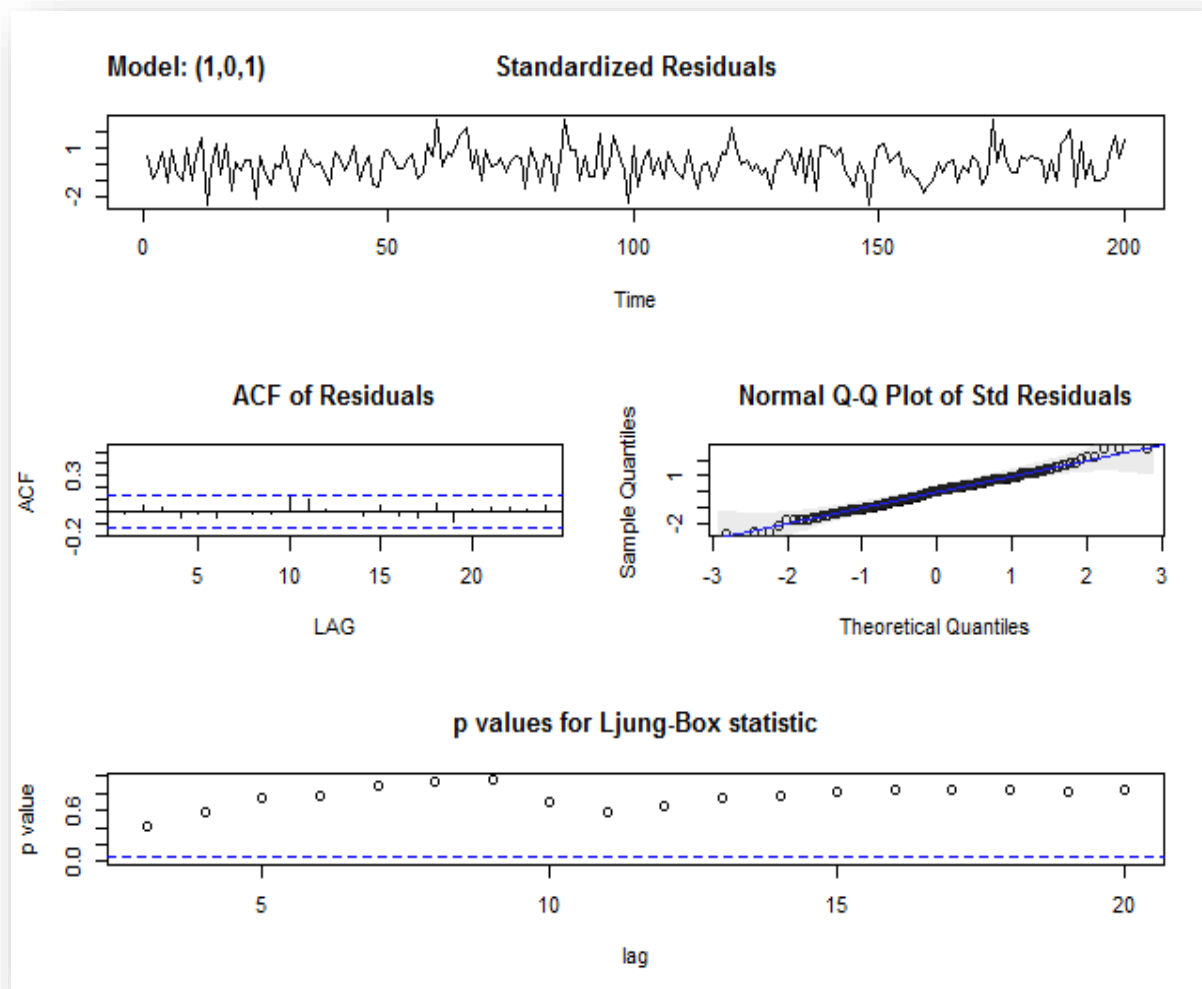 Model: (1,0,1) Standardized Residuals
1
-2
0 50 100 150 200
Time
ACF of Residuals
ACF
0.3
-0.2
5 10 15 20
LAG
Normal Q-Q Plot of Std Residuals
Sample Quantiles
1
-2
-3 -2 -1 0 1 2 3
Theoretical Quantiles
p values for Ljung-Box statistic
p value
0.6
0.0
5 10 15 20
lag